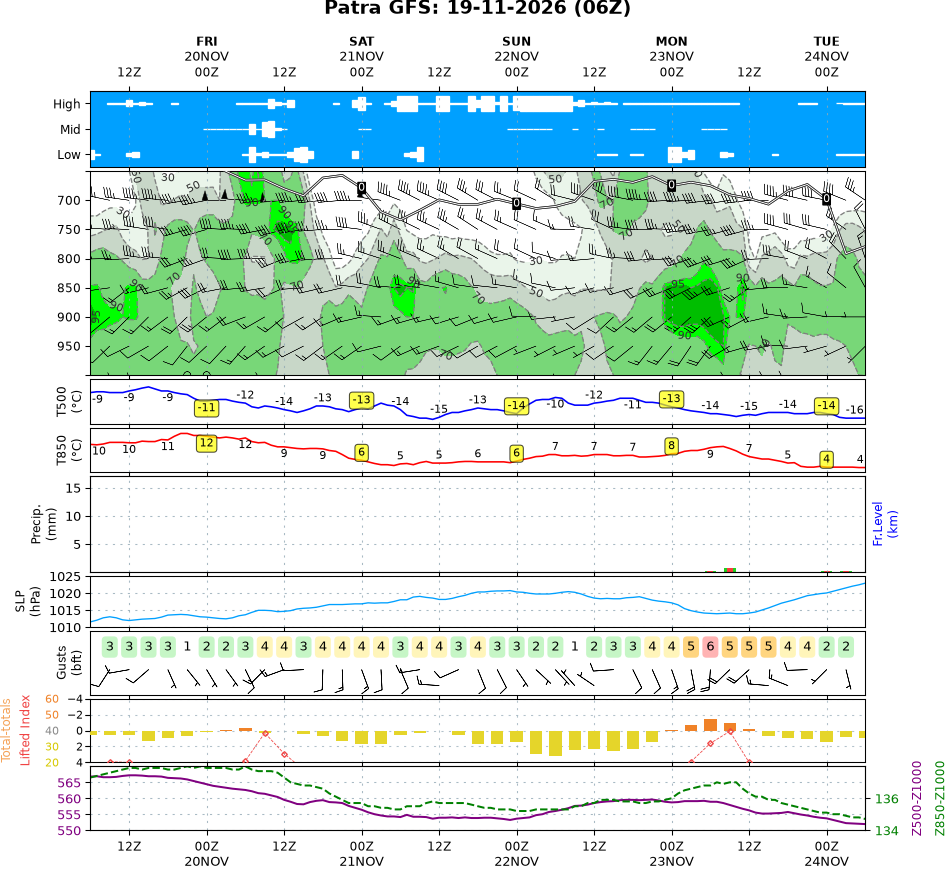 Patra GFS: 19-11-2026 (06Z)
FRI SAT SUN MON TUE
20NOV 21NOV 22NOV 23NOV 24NOV
12Z 00Z 12Z 00Z 12Z 00Z 12Z 00Z 12Z 00Z
High
Mid
Low
700
750
800
850
900
950
T500
(°C)
-9 -9 -9 -11 -12 -14 -13 -13 -14 -15 -13 -14 -10 -12 -11 -13 -14 -15 -14 -14 -16
T850
(°C)
10 10 11 12 12 9 9 6 5 5 6 6 7 7 7 8 9 7 5 4 4
Precip.
(mm)
15
10
5
Fr.Level
(km)
SLP
(hPa)
1025
1020
1015
1010
Gusts
(bft)
3 3 3 3 1 2 2 3 4 4 3 4 4 4 4 3 4 4 3 4 3 3 2 2 1 2 3 3 4 4 5 6 5 5 5 4 4 2 2
Total-totals
Lifted Index
60 −4
50 −2
40 0
30 2
20 4
565
560
555
550
136
134
Z500-Z1000
Z850-Z1000
12Z 00Z 12Z 00Z 12Z 00Z 12Z 00Z 12Z 00Z
20NOV 21NOV 22NOV 23NOV 24NOV